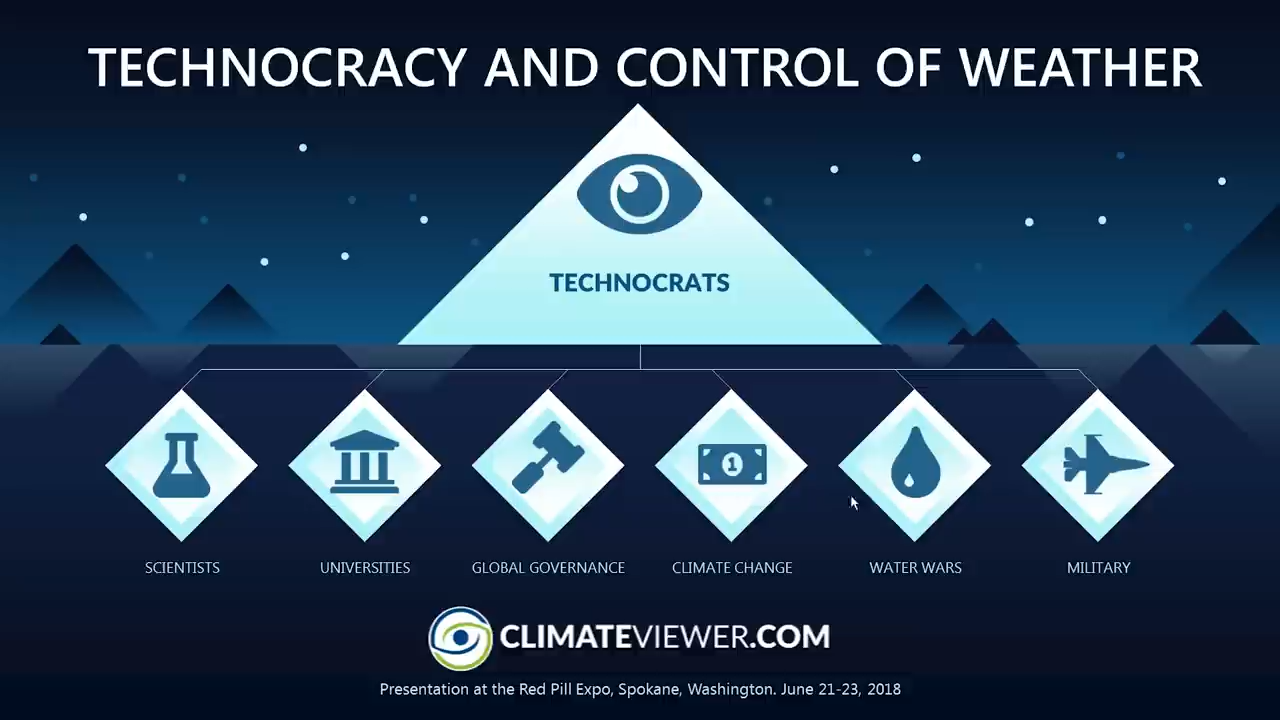 TECHNOCRACY AND CONTROL OF WEATHER
TECHNOCRATS
1
SCIENTISTS
UNIVERSITIES
GLOBAL GOVERNANCE
CLIMATE CHANGE
WATER WARS
MILITARY
CLIMATEVIEWER.COM
Presentation at the Red Pill Expo, Spokane, Washington. June 21-23, 2018